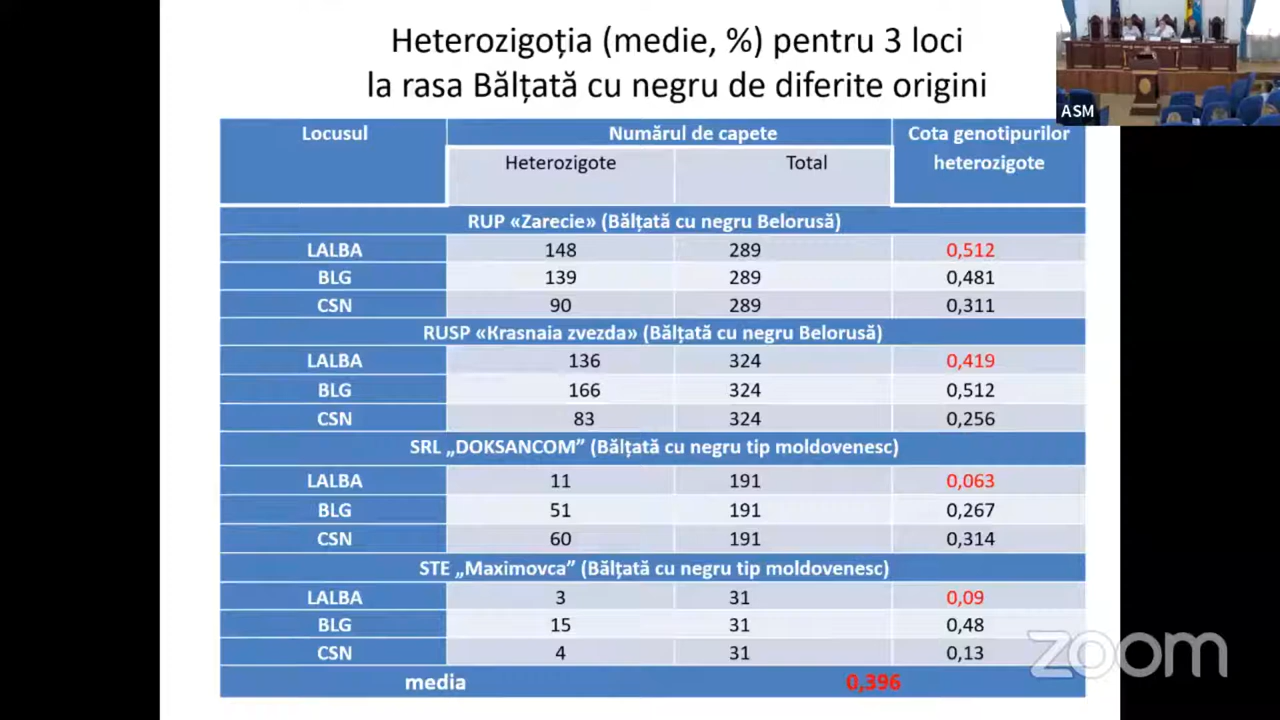 Heterozigoția (medie, %) pentru 3 loci
la rasa Bălțată cu negru de diferite origini
ASM
Locusul Numărul de capete Cota genotipurilor
heterozigote
Heterozigote Total
RUP «Zarecie» (Bălțată cu negru Belorusă)
LALBA 148 289 0,512
BLG 139 289 0,481
CSN 90 289 0,311
RUSP «Krasnaia zvezda» (Bălțată cu negru Belorusă)
LALBA 136 324 0,419
BLG 166 324 0,512
CSN 83 324 0,256
SRL „DOKSANCOM” (Bălțată cu negru tip moldovenesc)
LALBA 11 191 0,063
BLG 51 191 0,267
CSN 60 191 0,314
STE „Maximovca” (Bălțată cu negru tip moldovenesc)
LALBA 3 31 0,09
BLG 15 31 0,48
CSN 4 31 0,13
media 0,396
zoom